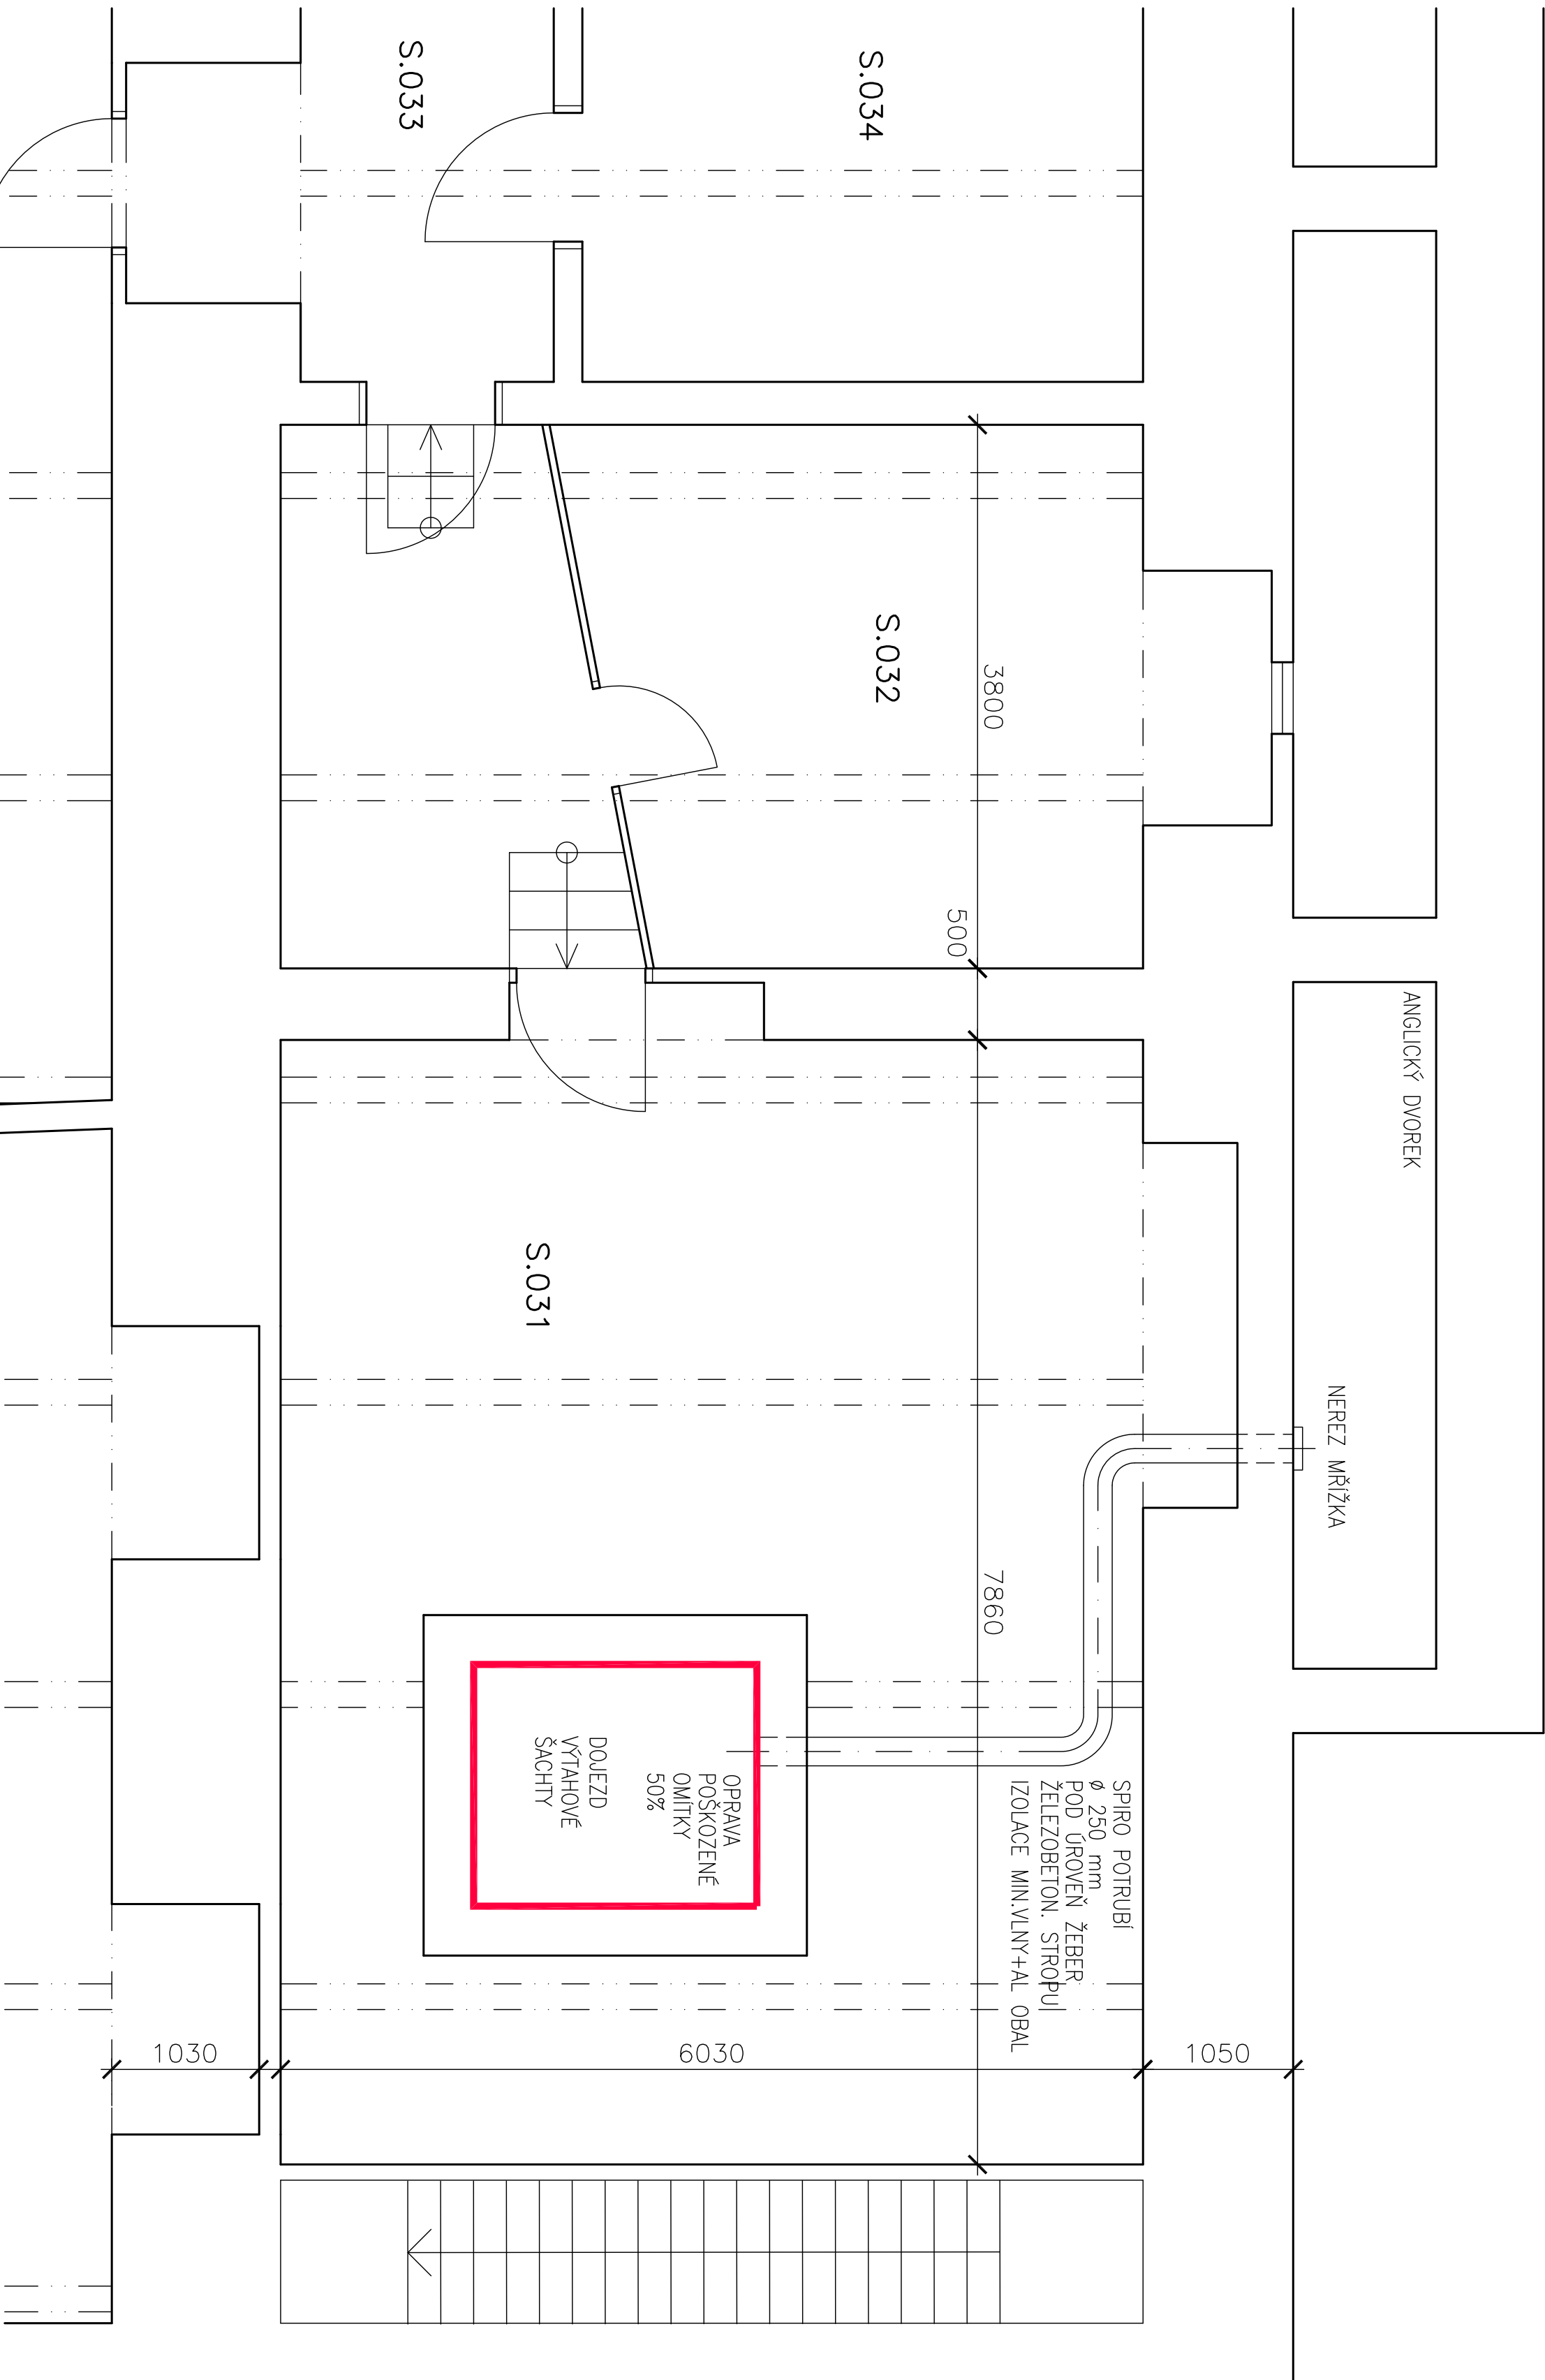 S.033
S.034
S.032
3800
500
ANGLICKÝ DVOREK
S.031
NEREZ MŘÍŽKA
7860
OPRAVA
POŠKOZENÉ
OMÍTKY
50%
DOJEZD
VÝTAHOVÉ
ŠACHTY
SPIRO POTRUBÍ
Ø 250 mm
POD ÚROVEŇ ŽEBER
ŽELEZOBETON. STROPU
IZOLACE MIN.VLNY+AL OBAL
1030
6030
1050